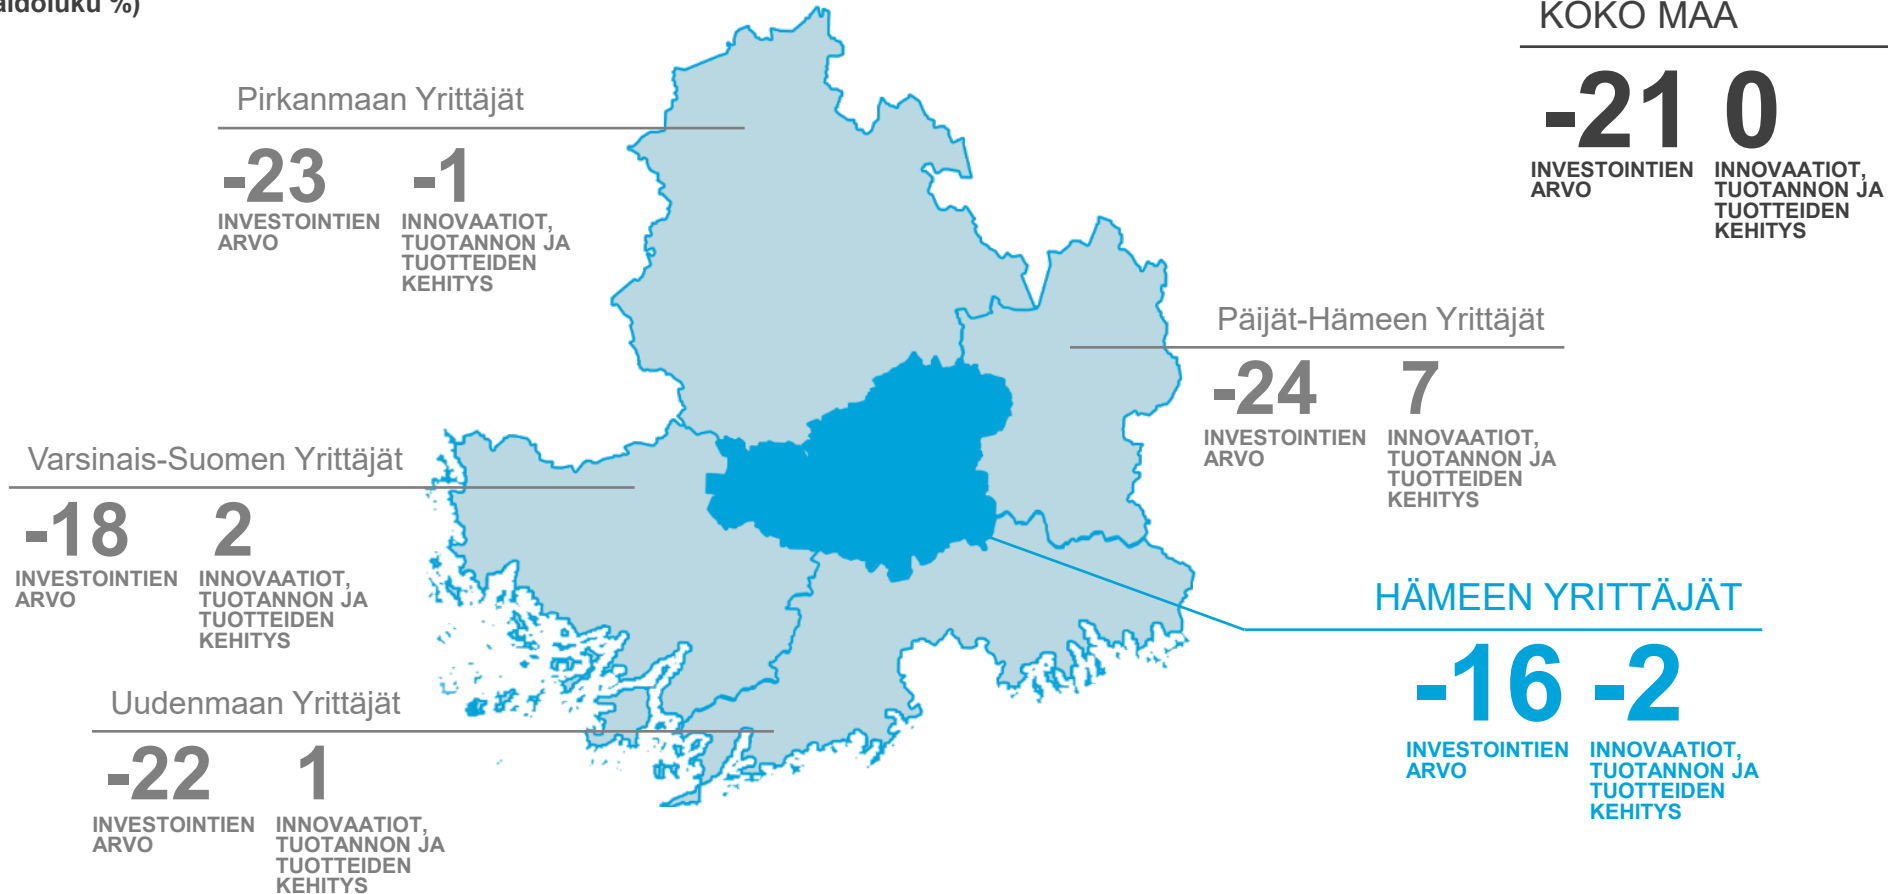 KOKO MAA
-21 0
INVESTOINTIEN
ARVO
INNOVAATIOT,
TUOTANNON JA
TUOTTEIDEN
KEHITYS
Pirkanmaan Yrittäjät
-23 -1
INVESTOINTIEN
ARVO
INNOVAATIOT,
TUOTANNON JA
TUOTTEIDEN
KEHITYS
Päijät-Hämeen Yrittäjät
-24 7
INVESTOINTIEN
ARVO
INNOVAATIOT,
TUOTANNON JA
TUOTTEIDEN
KEHITYS
Varsinais-Suomen Yrittäjät
-18 2
INVESTOINTIEN
ARVO
INNOVAATIOT,
TUOTANNON JA
TUOTTEIDEN
KEHITYS
HÄMEEN YRITTÄJÄT
-16 -2
INVESTOINTIEN
ARVO
INNOVAATIOT,
TUOTANNON JA
TUOTTEIDEN
KEHITYS
Uudenmaan Yrittäjät
-22 1
INVESTOINTIEN
ARVO
INNOVAATIOT,
TUOTANNON JA
TUOTTEIDEN
KEHITYS